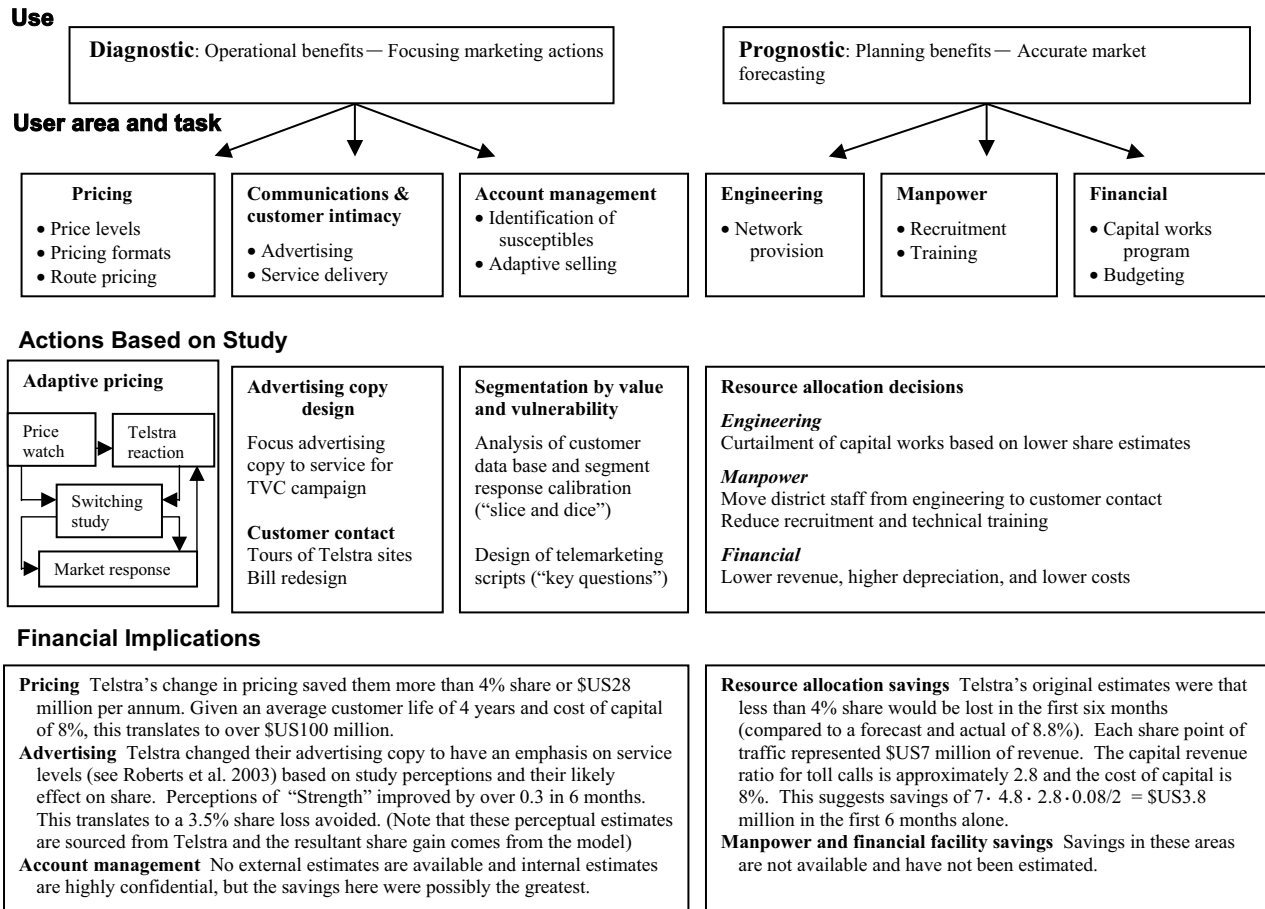 Use
Diagnostic: Operational benefits — Focusing marketing actions
Prognostic: Planning benefits — Accurate market
forecasting
User area and task
Pricing
• Price levels
• Pricing formats
• Route pricing
Communications &
customer intimacy
• Advertising
• Service delivery
Account management
• Identification of
susceptibles
• Adaptive selling
Engineering
• Network
provision
Manpower
• Recruitment
• Training
Financial
• Capital works
program
• Budgeting
Actions Based on Study
Adaptive pricing
Price
watch
Telstra
reaction
Switching
study
Market response
Advertising copy
design
Focus advertising
copy to service for
TVC campaign
Customer contact
Tours of Telstra sites
Bill redesign
Segmentation by value
and vulnerability
Analysis of customer
data base and segment
response calibration
(“slice and dice”)
Design of telemarketing
scripts (“key questions”)
Resource allocation decisions
Engineering
Curtailment of capital works based on lower share estimates
Manpower
Move district staff from engineering to customer contact
Reduce recruitment and technical training
Financial
Lower revenue, higher depreciation, and lower costs
Financial Implications
Pricing Telstra’s change in pricing saved them more than 4% share or $US28
million per annum. Given an average customer life of 4 years and cost of capital
of 8%, this translates to over $US100 million.
Advertising Telstra changed their advertising copy to have an emphasis on service
levels (see Roberts et al. 2003) based on study perceptions and their likely
effect on share. Perceptions of “Strength” improved by over 0.3 in 6 months.
This translates to a 3.5% share loss avoided. (Note that these perceptual estimates
are sourced from Telstra and the resultant share gain comes from the model)
Account management No external estimates are available and internal estimates
are highly confidential, but the savings here were possibly the greatest.
Resource allocation savings Telstra’s original estimates were that
less than 4% share would be lost in the first six months
(compared to a forecast and actual of 8.8%). Each share point of
traffic represented $US7 million of revenue. The capital revenue
ratio for toll calls is approximately 2.8 and the cost of capital is
8%. This suggests savings of 7· 4.8 · 2.8 · 0.08/2 = $US3.8
million in the first 6 months alone.
Manpower and financial facility savings Savings in these areas
are not available and have not been estimated.